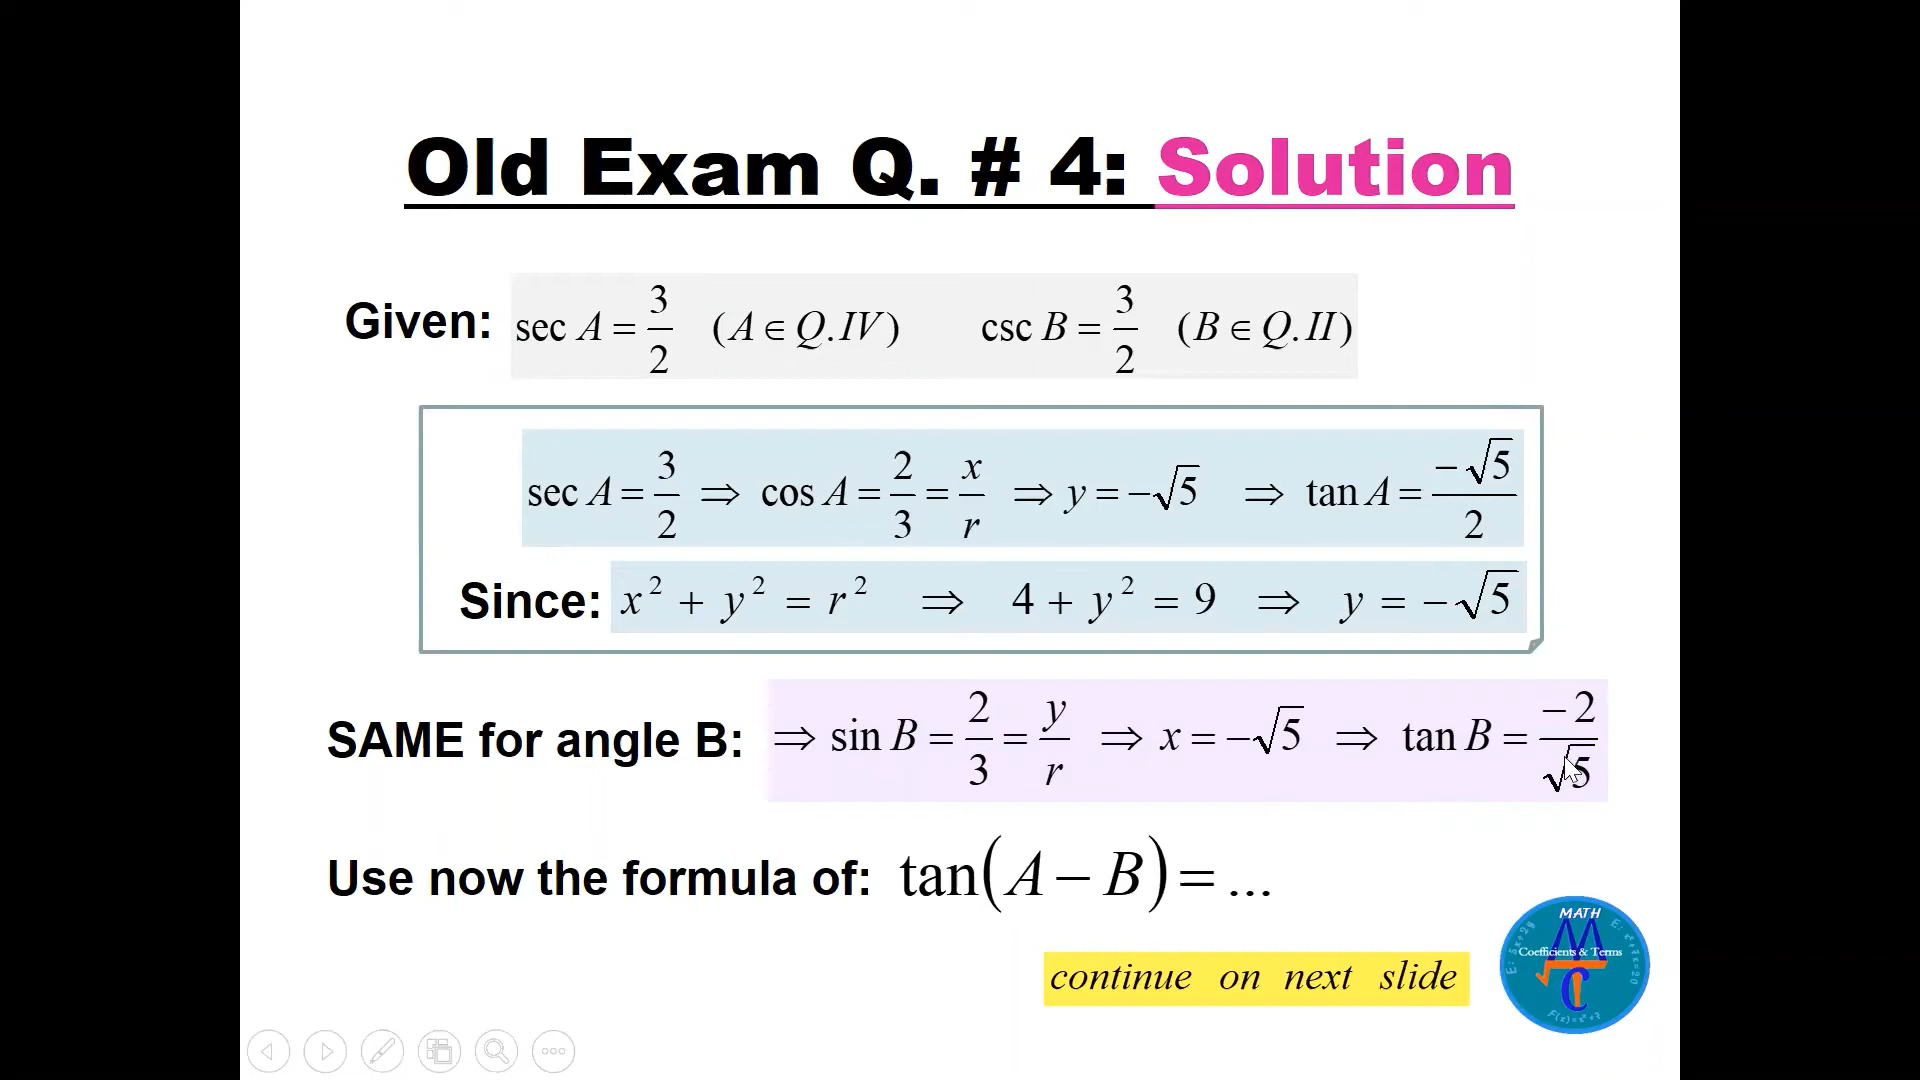 Old Exam Q. # 4: Solution
Given: sec A = 3/2 (A ∈ Q.IV) csc B = 3/2 (B ∈ Q.II)
sec A = 3/2 ⇒ cos A = 2/3 = x/r ⇒ y = −√5 ⇒ tan A = −√5/2
Since: x² + y² = r² ⇒ 4 + y² = 9 ⇒ y = −√5
SAME for angle B: ⇒ sin B = 2/3 = y/r ⇒ x = −√5 ⇒ tan B = −2/√5
Use now the formula of: tan(A − B) = ...
continue on next slide
MATH
Coefficients & Terms